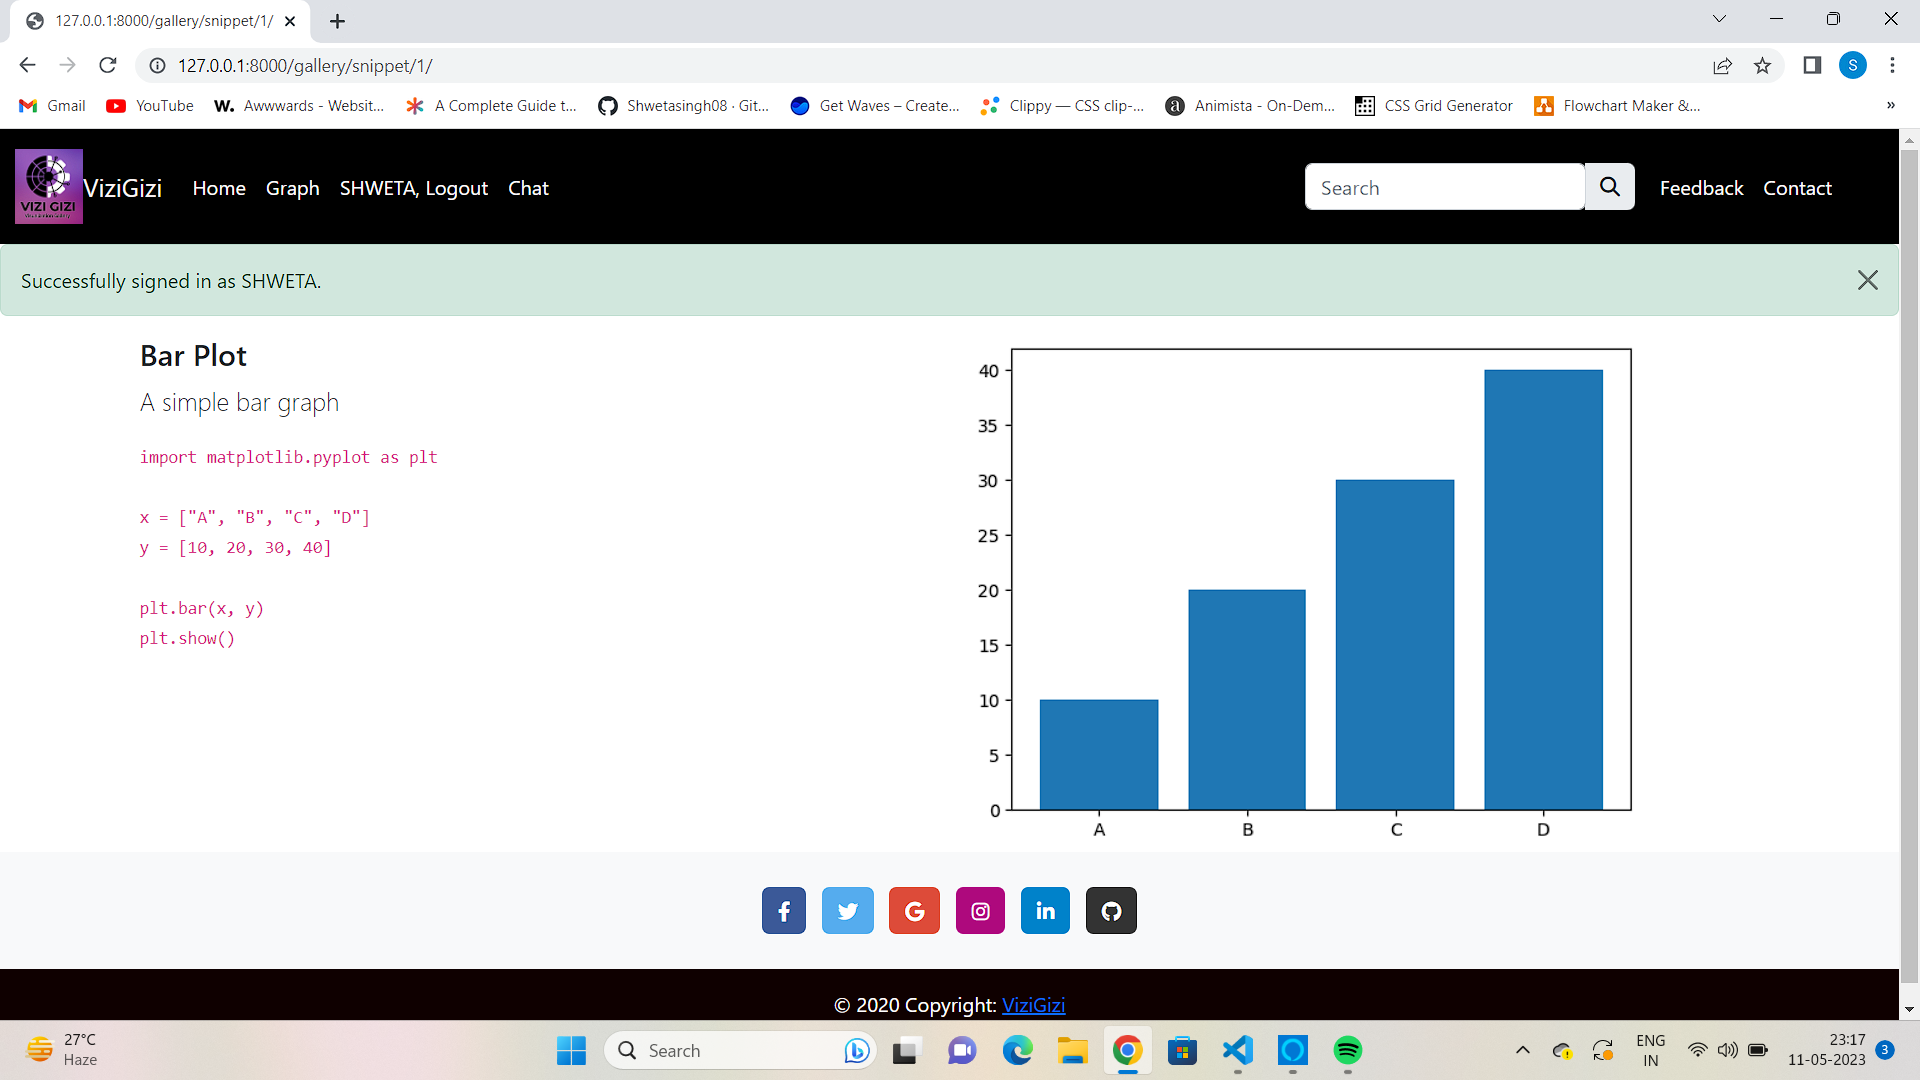 127.0.0.1:8000/gallery/snippet/1/
127.0.0.1:8000/gallery/snippet/1/
S
Gmail
YouTube
W. Awwwards - Websit...
A Complete Guide t...
Shwetasingh08 · Git...
Get Waves – Create...
Clippy — CSS clip-...
a Animista - On-Dem...
CSS Grid Generator
Flowchart Maker &...
»
VIZI GIZI
ViziGizi
Home
Graph
SHWETA, Logout
Chat
Search
Feedback
Contact
Successfully signed in as SHWETA.
Bar Plot
A simple bar graph
import matplotlib.pyplot as plt
x = ["A", "B", "C", "D"]
y = [10, 20, 30, 40]
plt.bar(x, y)
plt.show()
40
35
30
25
20
15
10
5
0
A B C D
f
G
in
© 2020 Copyright: ViziGizi
27°C
Haze
Search
ENG
IN
23:17
11-05-2023
3